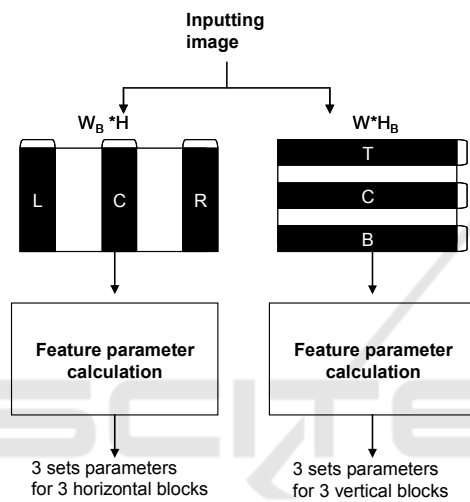 Inputting
image
W_B *H
W*H_B
L C R
T
C
B
Feature parameter
calculation
Feature parameter
calculation
3 sets parameters
for 3 horizontal blocks
3 sets parameters
for 3 vertical blocks
SCITE